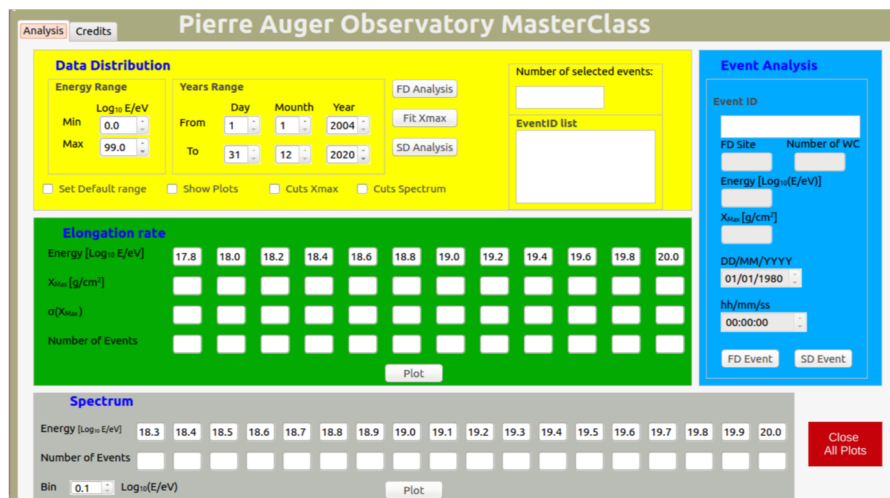 Pierre Auger Observatory MasterClass
Analysis Credits
Data Distribution
Energy Range
Log₁₀ E/eV
Min 0.0
Max 99.0
Years Range
Day Mounth Year
From 1 1 2004
To 31 12 2020
FD Analysis
Fit Xmax
SD Analysis
Number of selected events:
EventID list
Set Default range Show Plots Cuts Xmax Cuts Spectrum
Event Analysis
Event ID
FD Site Number of WC
Energy [Log₁₀(E/eV)]
XMax [g/cm²]
DD/MM/YYYY
01/01/1980
hh/mm/ss
00:00:00
FD Event SD Event
Elongation rate
Energy [Log₁₀ E/eV] 17.8 18.0 18.2 18.4 18.6 18.8 19.0 19.2 19.4 19.6 19.8 20.0
XMax [g/cm²]
σ(XMax)
Number of Events
Plot
Spectrum
Energy [Log₁₀ E/eV] 18.3 18.4 18.5 18.6 18.7 18.8 18.9 19.0 19.1 19.2 19.3 19.4 19.5 19.6 19.7 19.8 19.9 20.0
Number of Events
Bin 0.1 Log₁₀(E/eV)
Plot
Close
All Plots